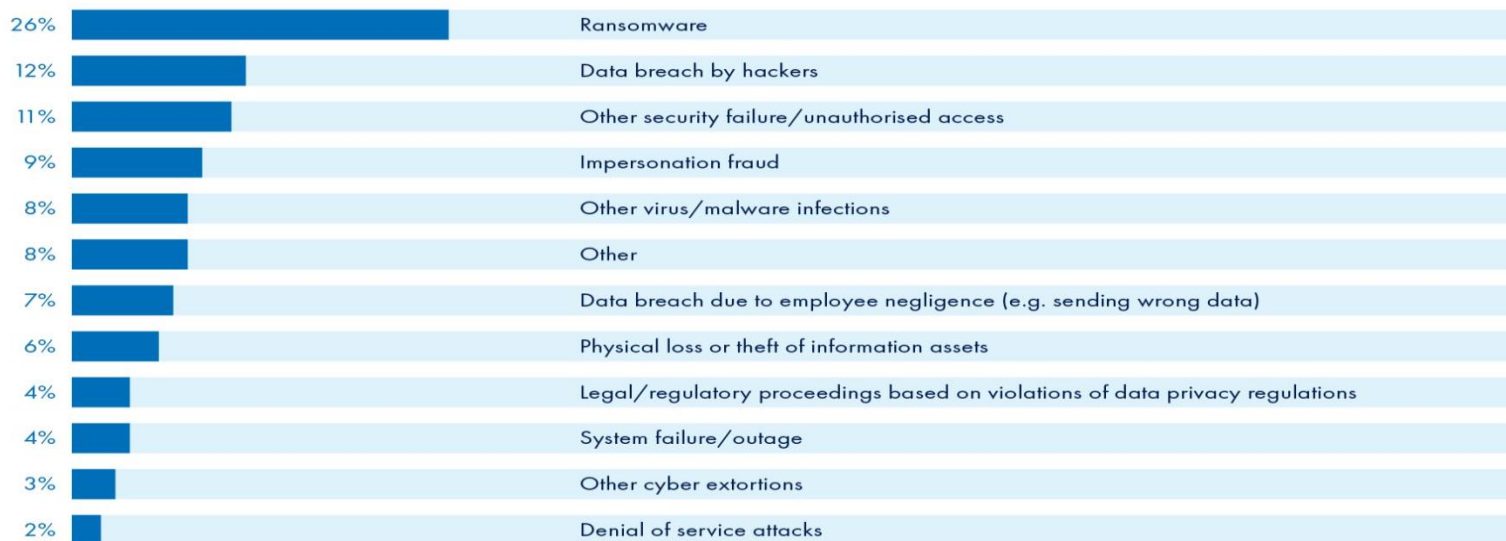 26% Ransomware
12% Data breach by hackers
11% Other security failure/unauthorised access
9% Impersonation fraud
8% Other virus/malware infections
8% Other
7% Data breach due to employee negligence (e.g. sending wrong data)
6% Physical loss or theft of information assets
4% Legal/regulatory proceedings based on violations of data privacy regulations
4% System failure/outage
3% Other cyber extortions
2% Denial of service attacks